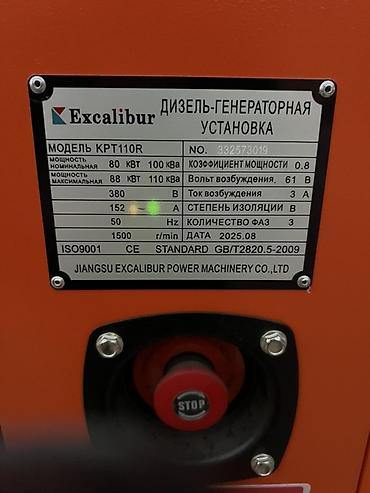 Excalibur
ДИЗЕЛЬ-ГЕНЕРАТОРНАЯ
УСТАНОВКА
МОДЕЛЬ KPT110R NO. 332573019
МОЩНОСТЬ НОМИНАЛЬНАЯ 80 КВТ 100 КВа КОЭФФИЦИЕНТ МОЩНОСТИ 0.8
МОЩНОСТЬ МАКСИМАЛЬНАЯ 88 КВТ 110 КВа Вольт возбуждения. 61 В
380 В Ток возбуждения 3 А
152 А СТЕПЕНЬ ИЗОЛЯЦИИ В
50 Hz КОЛИЧЕСТВО ФАЗ 3
1500 r/min ДАТА 2025.08
ISO9001 CE STANDARD GB/T2820.5-2009
JIANGSU EXCALIBUR POWER MACHINERY CO.,LTD
STOP